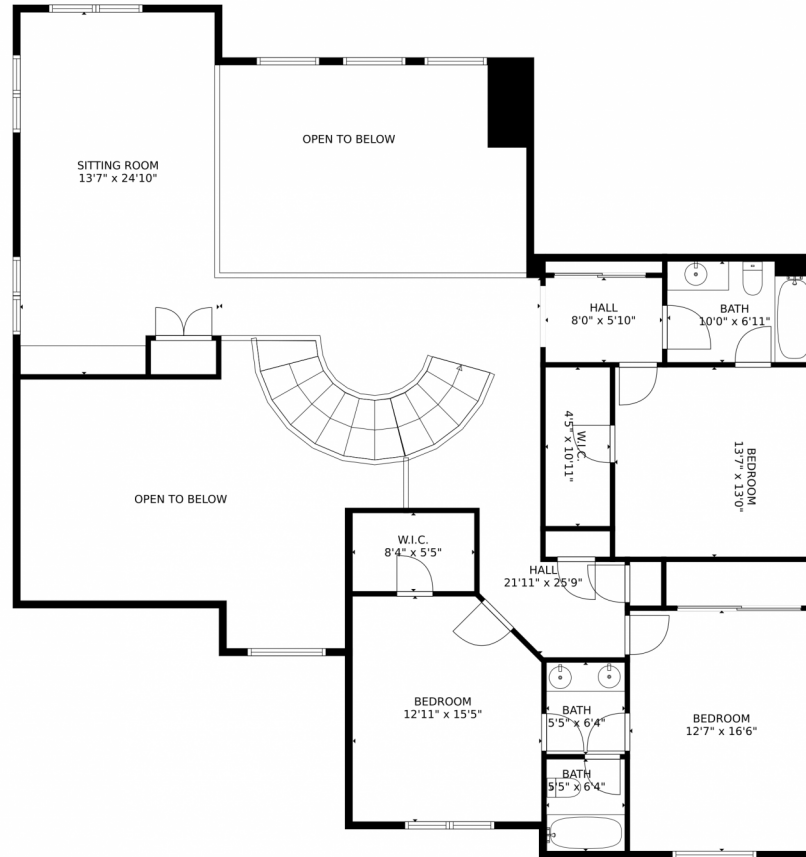 OPEN TO BELOW
SITTING ROOM
13'7" x 24'10"
HALL
8'0" x 5'10"
BATH
10'0" x 6'11"
W.I.C.
4'5" x 10'11"
BEDROOM
13'7" x 13'0"
OPEN TO BELOW
W.I.C.
8'4" x 5'5"
HALL
21'11" x 25'9"
BEDROOM
12'11" x 15'5"
BATH
5'5" x 6'4"
BEDROOM
12'7" x 16'6"
BATH
5'5" x 6'4"